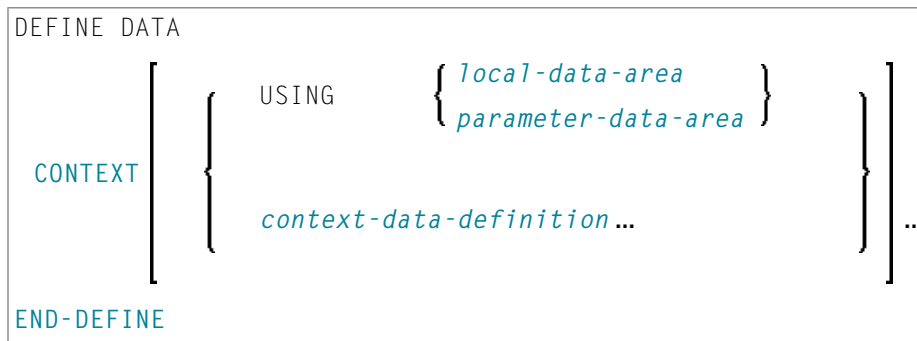 DEFINE DATA
USING local-data-area
parameter-data-area
CONTEXT
context-data-definition...
...
END-DEFINE